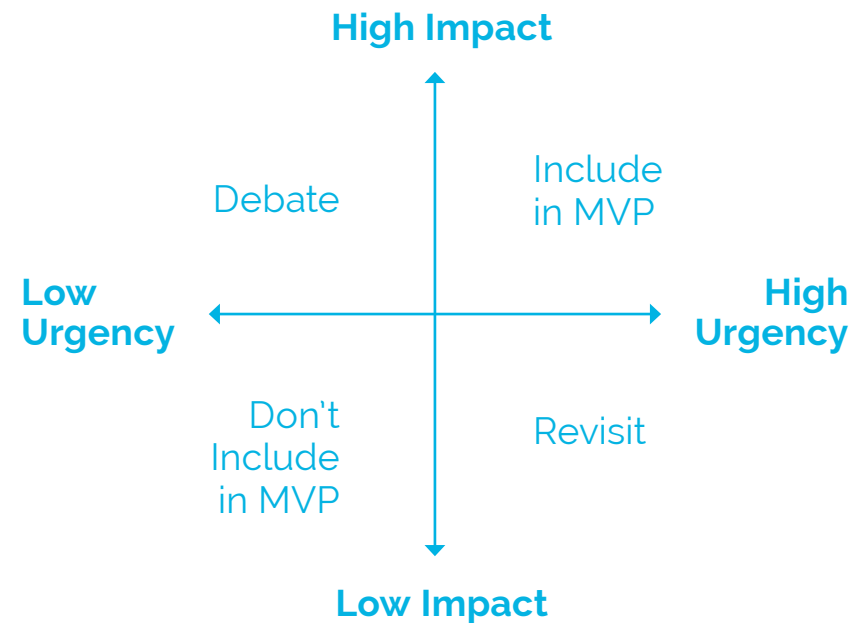 High Impact
Debate
Include
in MVP
Low
Urgency
High
Urgency
Don't
Include
in MVP
Revisit
Low Impact